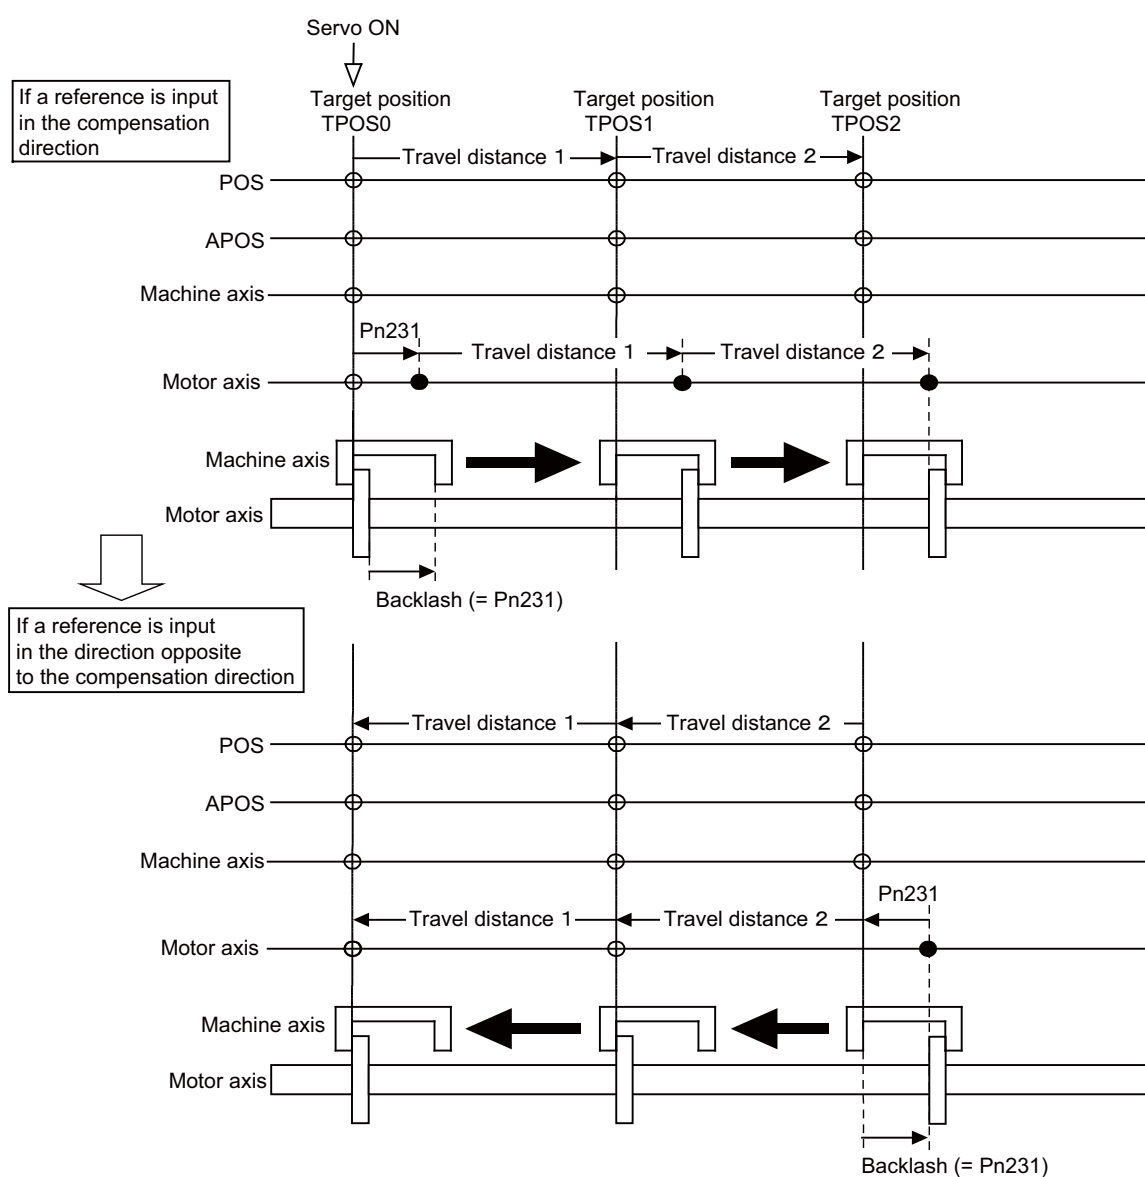 Servo ON
If a reference is input
in the compensation
direction
Target position
TPOS0
Target position
TPOS1
Target position
TPOS2
Travel distance 1
Travel distance 2
POS
APOS
Machine axis
Pn231
Travel distance 1
Travel distance 2
Motor axis
Machine axis
Motor axis
Backlash (= Pn231)
If a reference is input
in the direction opposite
to the compensation direction
Travel distance 1
Travel distance 2
POS
APOS
Machine axis
Pn231
Travel distance 1
Travel distance 2
Motor axis
Machine axis
Motor axis
Backlash (= Pn231)